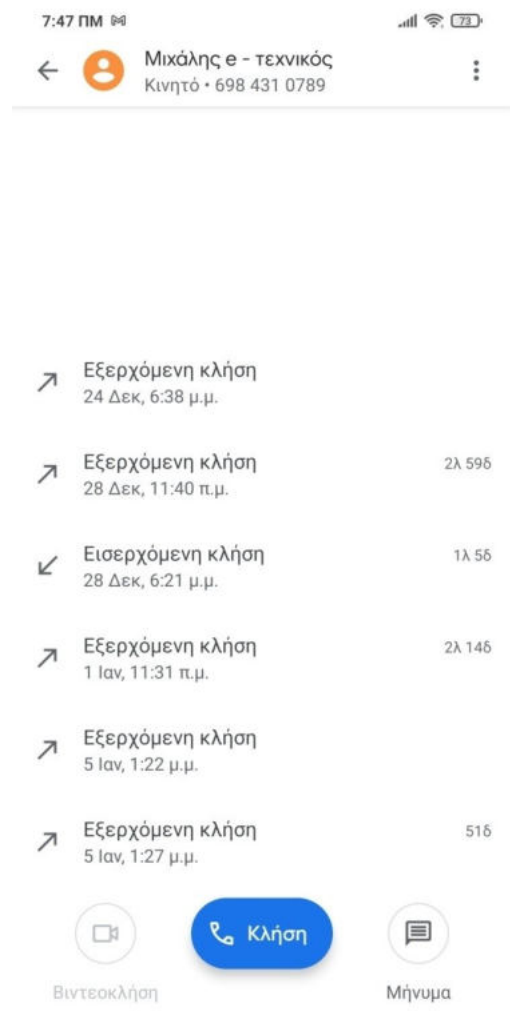 7:47 ΠΜ
73
Μιχάλης e - τεχνικός
Κινητό • 698 431 0789
Εξερχόμενη κλήση
24 Δεκ, 6:38 μ.μ.
Εξερχόμενη κλήση 2λ 59δ
28 Δεκ, 11:40 π.μ.
Εισερχόμενη κλήση 1λ 5δ
28 Δεκ, 6:21 μ.μ.
Εξερχόμενη κλήση 2λ 14δ
1 Ιαν, 11:31 π.μ.
Εξερχόμενη κλήση
5 Ιαν, 1:22 μ.μ.
Εξερχόμενη κλήση 51δ
5 Ιαν, 1:27 μ.μ.
Κλήση
Βιντεοκλήση Μήνυμα